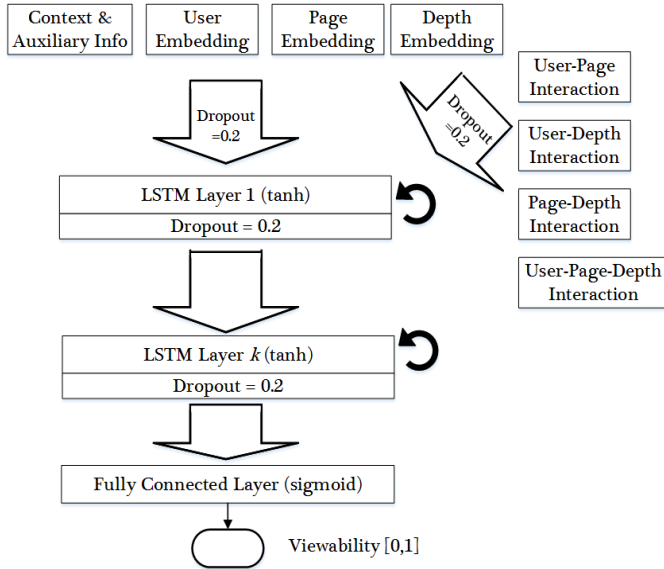 Context &
Auxiliary Info
User
Embedding
Page
Embedding
Depth
Embedding
Dropout
=0.2
Dropout
=0.2
User-Page
Interaction
User-Depth
Interaction
Page-Depth
Interaction
User-Page-Depth
Interaction
LSTM Layer 1 (tanh)
Dropout = 0.2
LSTM Layer k (tanh)
Dropout = 0.2
Fully Connected Layer (sigmoid)
Viewability [0,1]